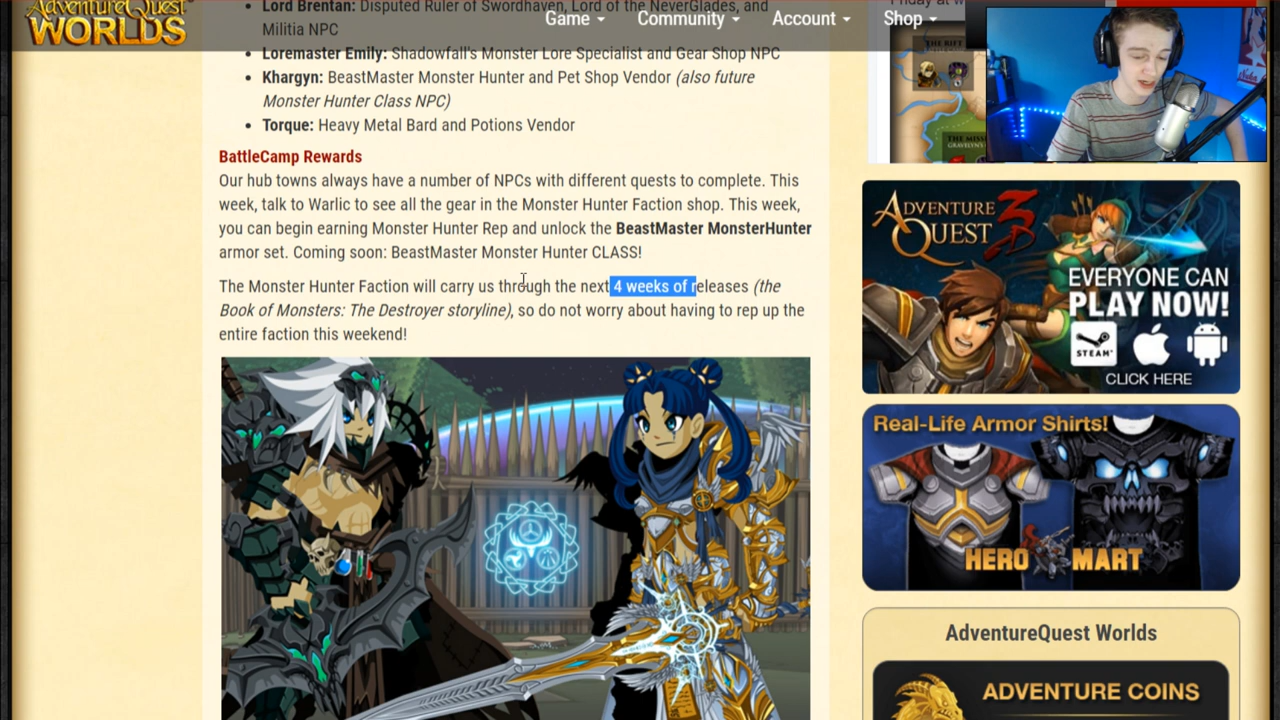 AdventureQuest
WORLDS
Game
Community
Account
Shop
Lord Brentan: Disputed Ruler of Swordhaven, Lord of the NeverGlades, and
Militia NPC
Loremaster Emily: Shadowfall's Monster Lore Specialist and Gear Shop NPC
Khargyn: BeastMaster Monster Hunter and Pet Shop Vendor (also future
Monster Hunter Class NPC)
Torque: Heavy Metal Bard and Potions Vendor
BattleCamp Rewards
Our hub towns always have a number of NPCs with different quests to complete. This
week, talk to Warlic to see all the gear in the Monster Hunter Faction shop. This week,
you can begin earning Monster Hunter Rep and unlock the BeastMaster MonsterHunter
armor set. Coming soon: BeastMaster Monster Hunter CLASS!
The Monster Hunter Faction will carry us through the next 4 weeks of releases (the
Book of Monsters: The Destroyer storyline), so do not worry about having to rep up the
entire faction this weekend!
Friday at
THE RIFT
ADVENTURE
QUEST 3D
EVERYONE CAN
PLAY NOW!
STEAM
CLICK HERE
Real-Life Armor Shirts!
HERO MART
AdventureQuest Worlds
ADVENTURE COINS